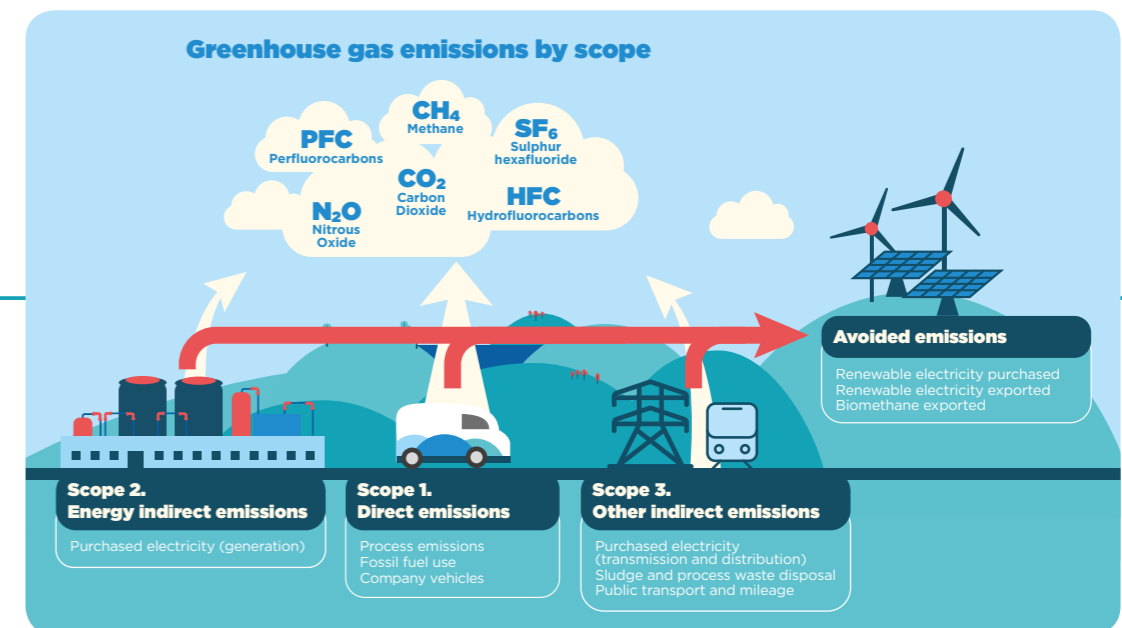 Greenhouse gas emissions by scope
CH₄
Methane
PFC
Perfluorocarbons
SF₆
Sulphur
hexafluoride
CO₂
Carbon
Dioxide
HFC
Hydrofluorocarbons
N₂O
Nitrous
Oxide
Avoided emissions
Renewable electricity purchased
Renewable electricity exported
Biomethane exported
Scope 2.
Energy indirect emissions
Purchased electricity (generation)
Scope 1.
Direct emissions
Process emissions
Fossil fuel use
Company vehicles
Scope 3.
Other indirect emissions
Purchased electricity
(transmission and distribution)
Sludge and process waste disposal
Public transport and mileage